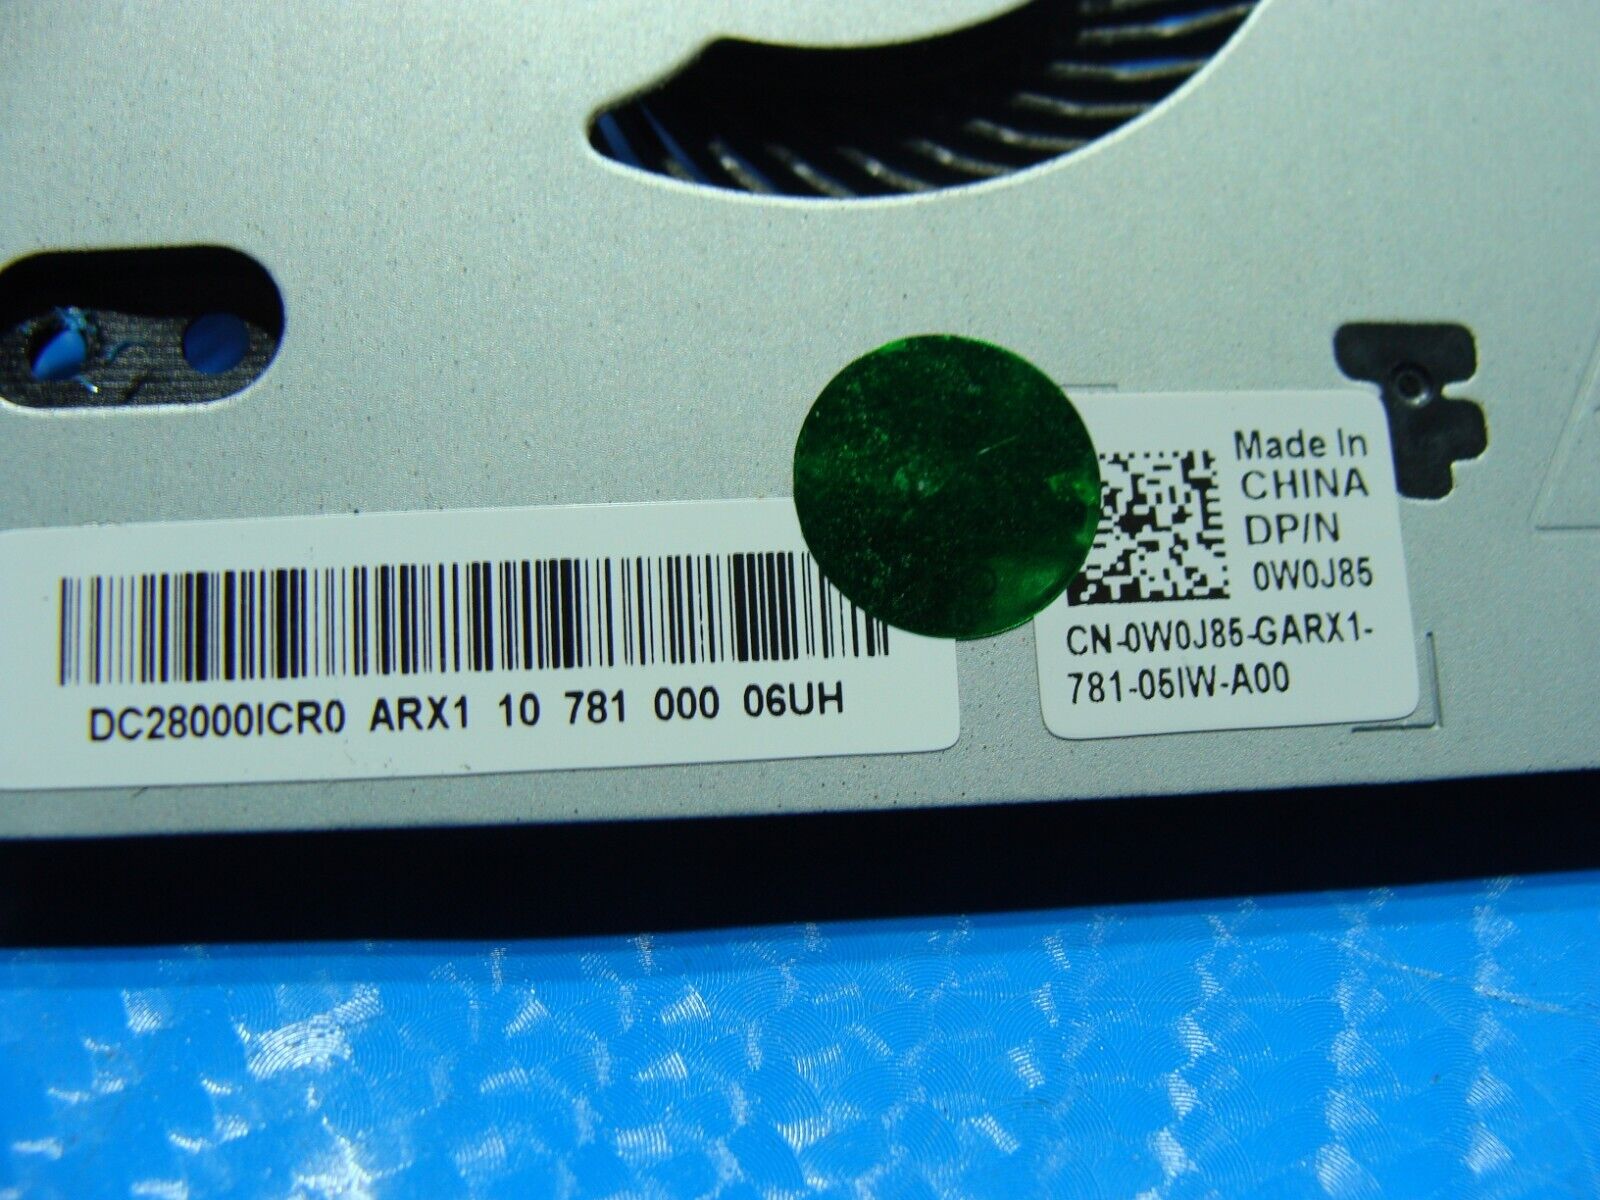 Made In
CHINA
DP/N
0W0J85
CN-0W0J85-GARX1-
781-05IW-A00
DC28000ICR0 ARX1 10 781 000 06UH